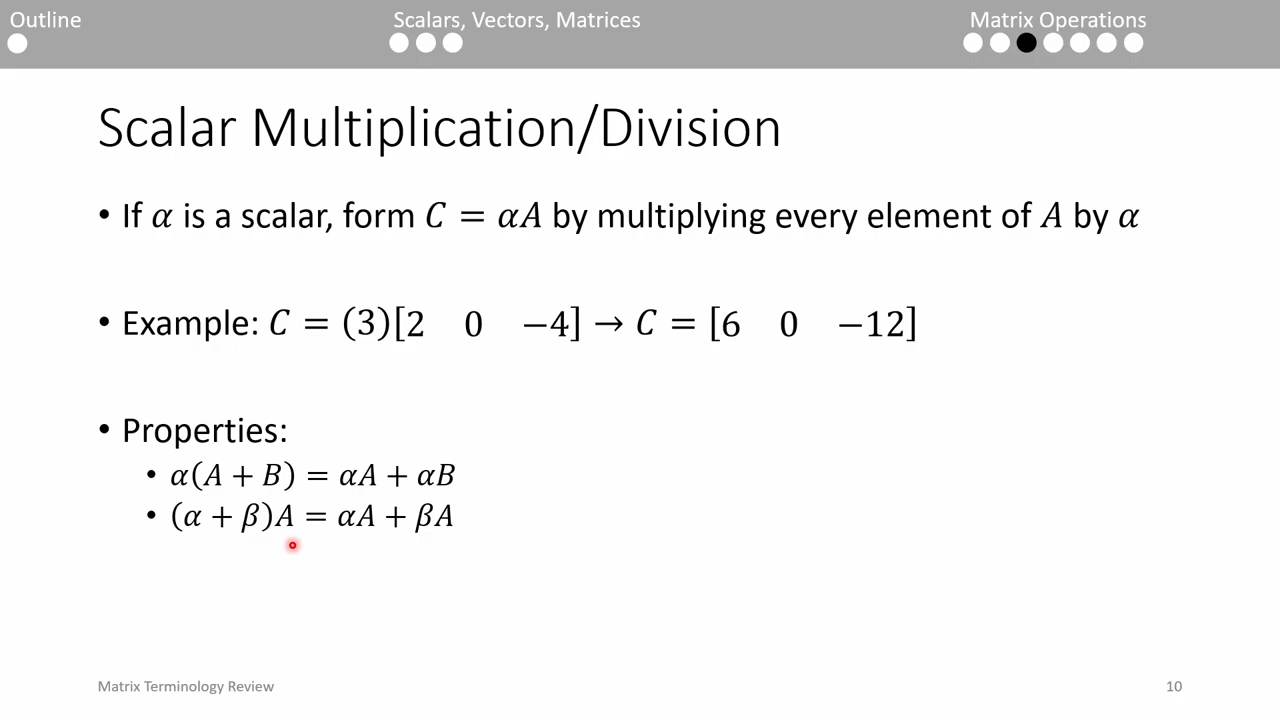 Outline
Scalars, Vectors, Matrices
Matrix Operations
Scalar Multiplication/Division
• If α is a scalar, form C = αA by multiplying every element of A by α
• Example: C = (3)[2 0 −4] → C = [6 0 −12]
• Properties:
• α(A + B) = αA + αB
• (α + β)A = αA + βA
Matrix Terminology Review
10